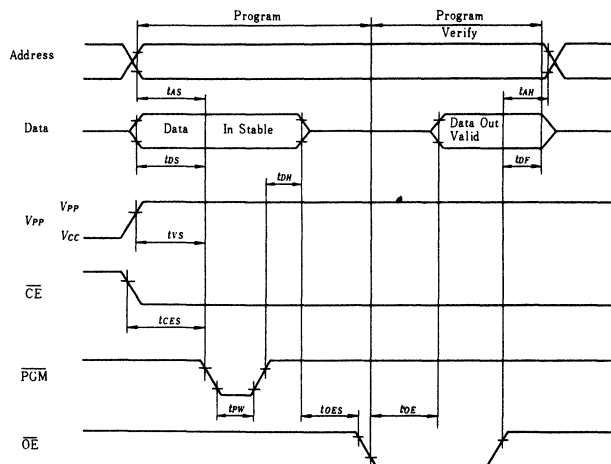 Program Program
Verify
Address
tAS tAH
Data Data In Stable Data Out
Valid
tDS tDF
tDH
VPP
VPP
VCC
tVS
CE
tCES
PGM
tPW tOES tOE
OE